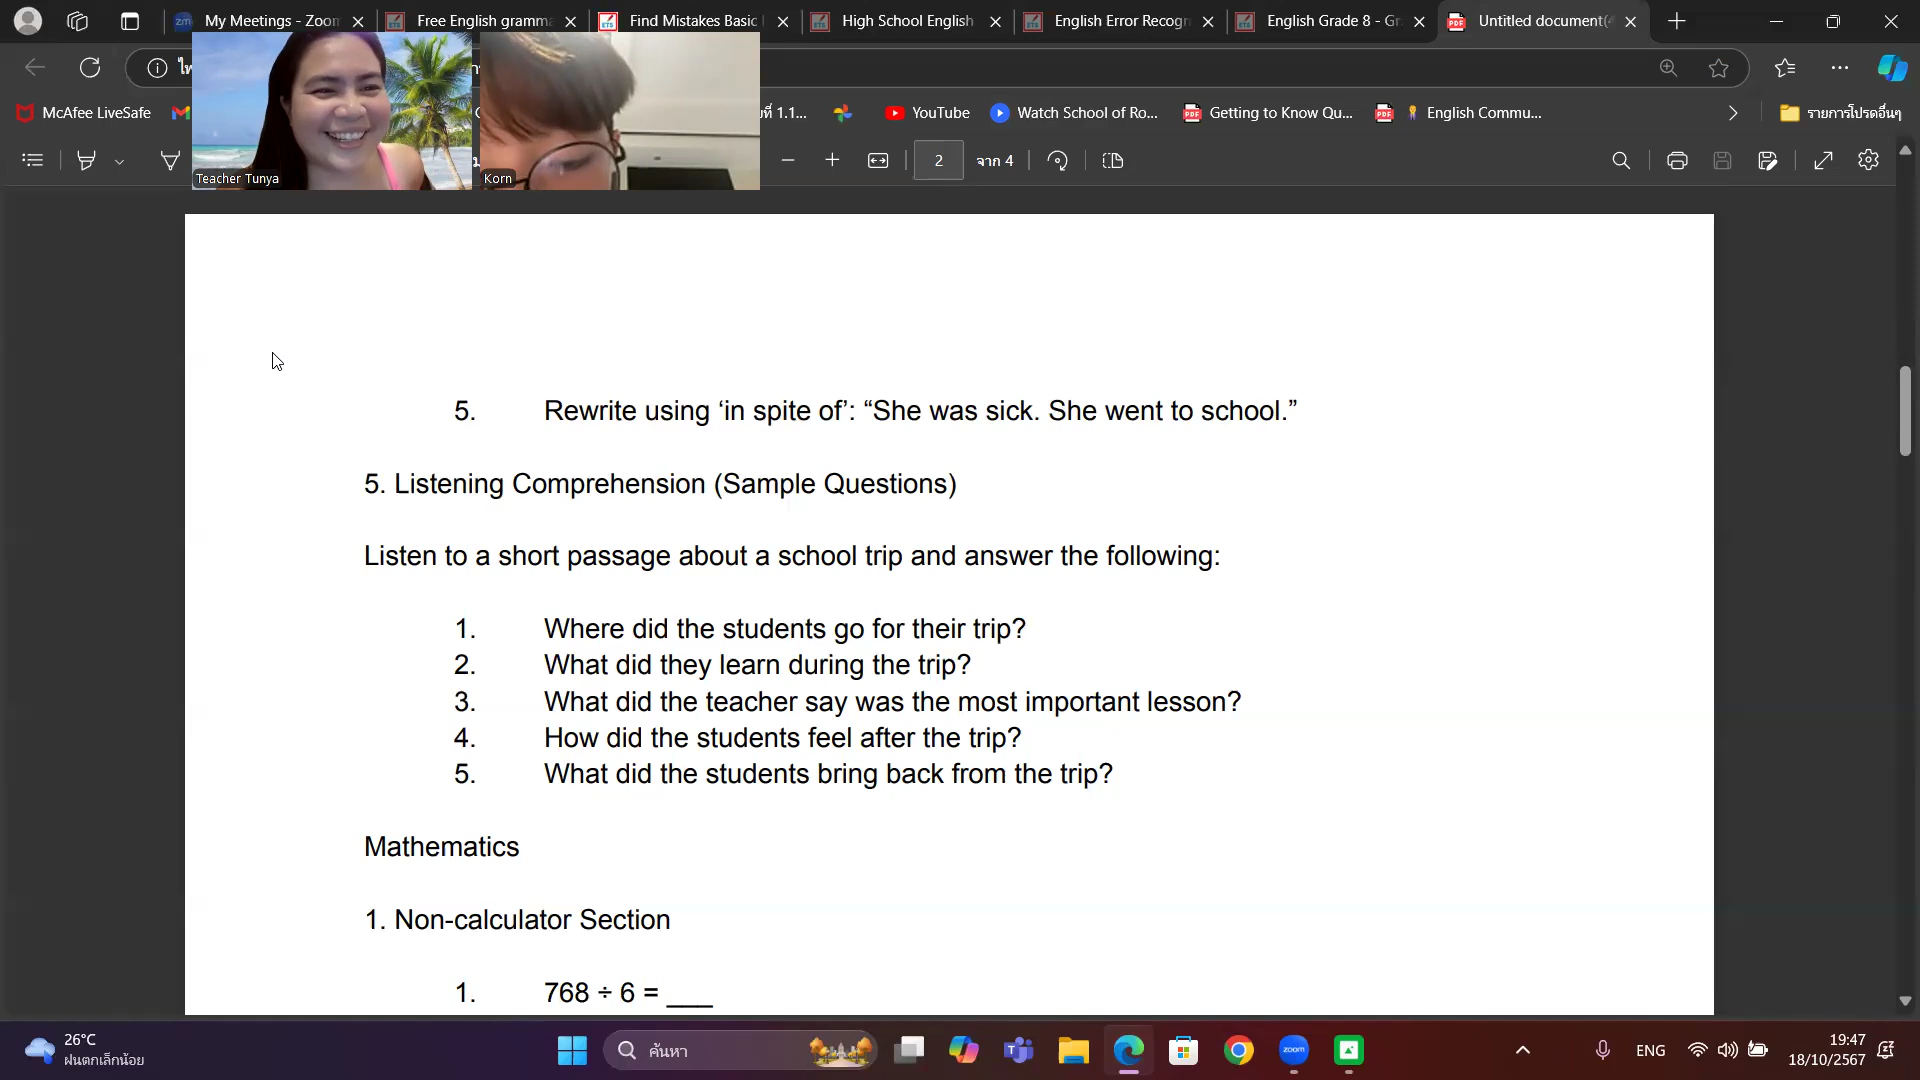 My Meetings - Zoom
Free English gramma
Find Mistakes Basic
High School English
English Error Recogn
English Grade 8 - Gr
Untitled document(4
McAfee LiveSafe
YouTube
Watch School of Ro...
Getting to Know Qu...
English Commu...
รายการโปรดอื่นๆ
2 จาก 4
Teacher Tunya
Korn
5. Rewrite using ‘in spite of’: “She was sick. She went to school.”
5. Listening Comprehension (Sample Questions)
Listen to a short passage about a school trip and answer the following:
1. Where did the students go for their trip?
2. What did they learn during the trip?
3. What did the teacher say was the most important lesson?
4. How did the students feel after the trip?
5. What did the students bring back from the trip?
Mathematics
1. Non-calculator Section
1. 768 ÷ 6 = ___
26°C
ฝนตกเล็กน้อย
ค้นหา
zoom
ENG
19:47
18/10/2567